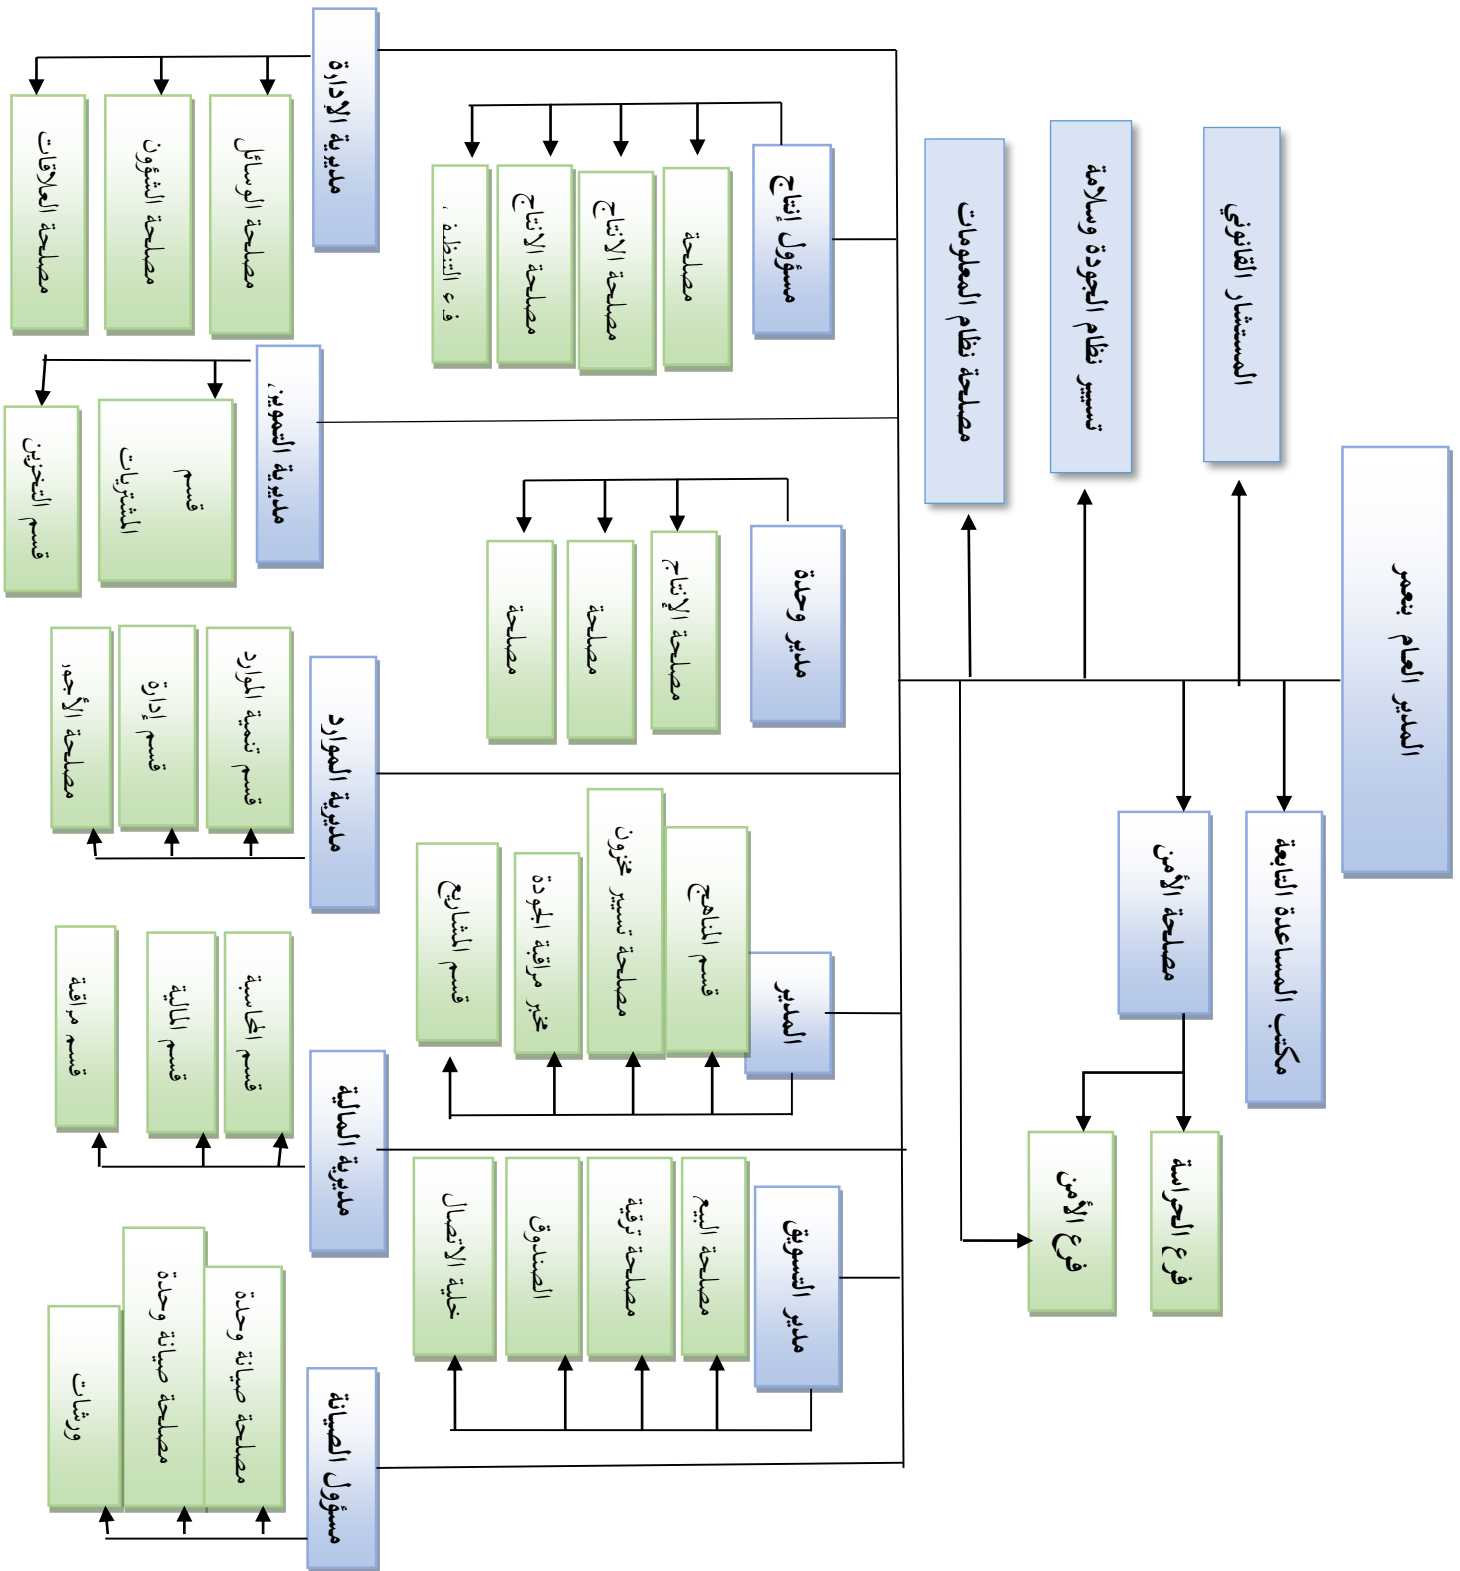 المدير العام بنعمر
المستشار القانوني
تسيير نظام الجودة وسلامة
مصلحة نظام المعلومات
مكتب المساعدة التابعة
مصلحة الأمن
فرع الحراسة
فرع الأمن
مسؤول إنتاج
مصلحة
مصلحة الانتاج
مصلحة الانتاج
فرع التنظيف
مدير وحدة
مصلحة الإنتاج
مصلحة
مصلحة
المدير
قسم المناهج
مصلحة تسيير مخزون
مخبر مراقبة الجودة
قسم المشاريع
مدير التسويق
مصلحة البيع
مصلحة ترقية
الصندوق
خلية الاتصال
مديرية الإدارة
مصلحة الوسائل
مصلحة الشؤون
مصلحة العلاقات
مديرية التموين
قسم
المشتريات
قسم التخزين
مديرية الموارد
قسم تنمية الموارد
قسم إدارة
مصلحة الأجور
مديرية المالية
قسم المحاسبة
قسم المالية
قسم مراقبة
مسؤول الصيانة
مصلحة صيانة وحدة
مصلحة صيانة وحدة
ورشات